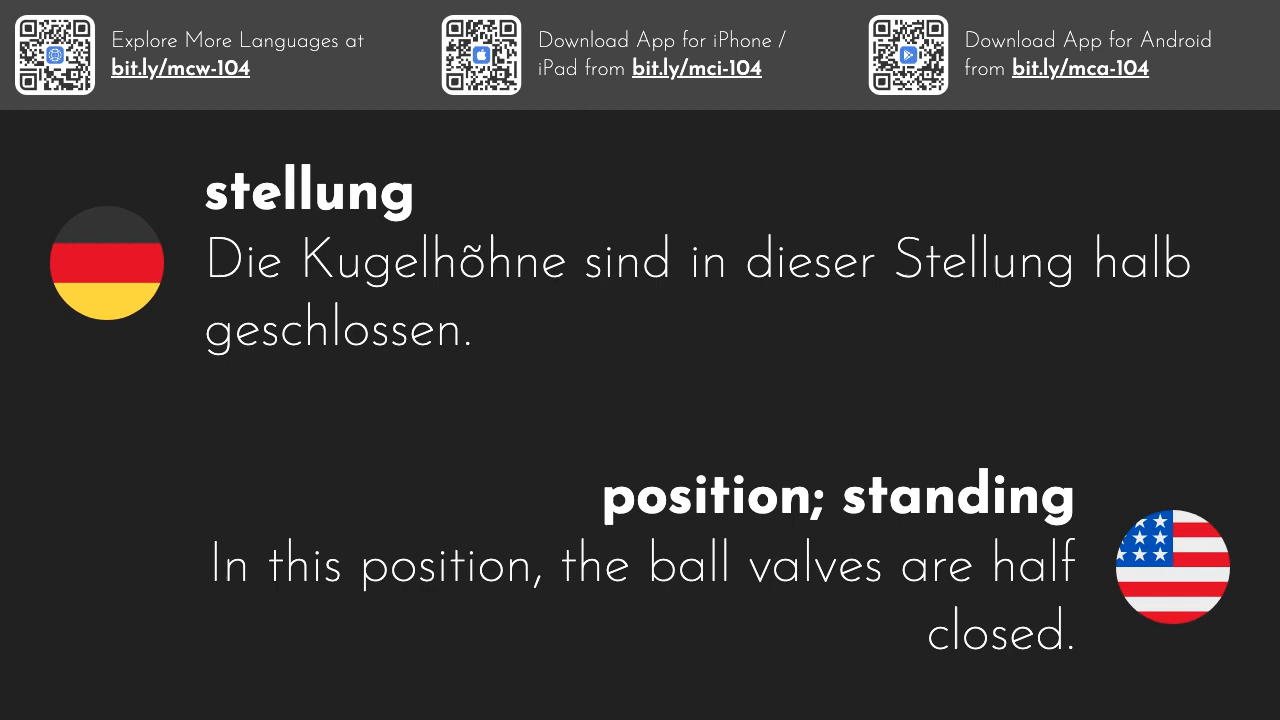 Explore More Languages at
bit.ly/mcw-104
Download App for iPhone /
iPad from bit.ly/mci-104
Download App for Android
from bit.ly/mca-104
stellung
Die Kugelhõhne sind in dieser Stellung halb
geschlossen.
position; standing
In this position, the ball valves are half
closed.